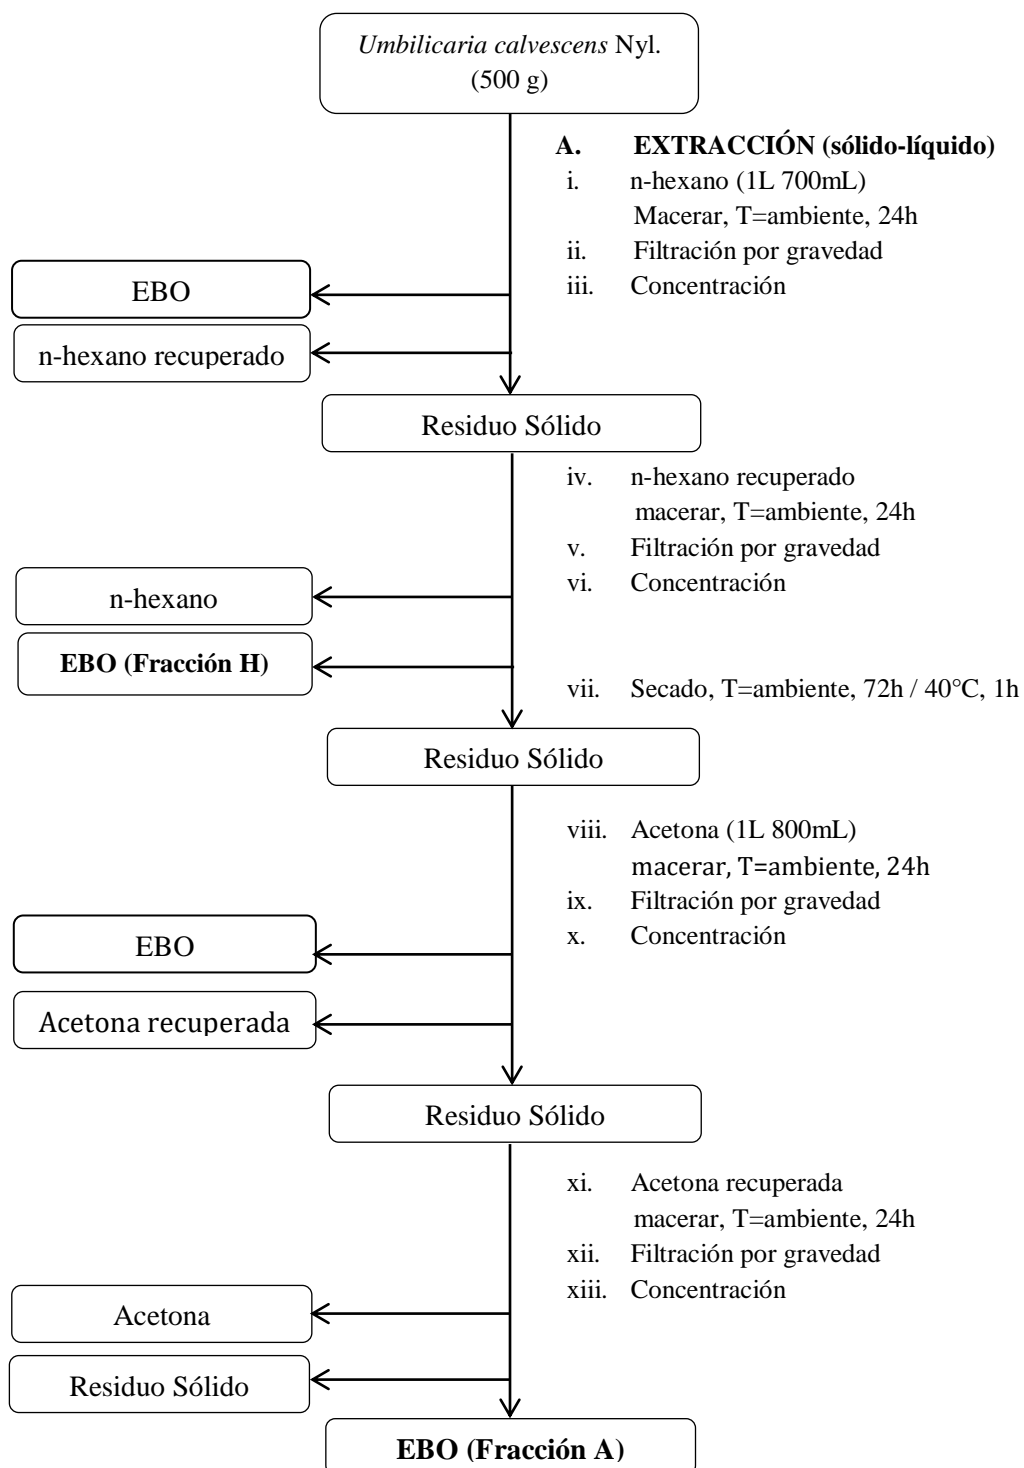 Umbilicaria calvescens Nyl.
(500 g)
A. EXTRACCIÓN (sólido-líquido)
i. n-hexano (1L 700mL)
Macerar, T=ambiente, 24h
ii. Filtración por gravedad
iii. Concentración
EBO
n-hexano recuperado
Residuo Sólido
iv. n-hexano recuperado
macerar, T=ambiente, 24h
v. Filtración por gravedad
vi. Concentración
n-hexano
EBO (Fracción H)
vii. Secado, T=ambiente, 72h / 40°C, 1h
Residuo Sólido
viii. Acetona (1L 800mL)
macerar, T=ambiente, 24h
ix. Filtración por gravedad
x. Concentración
EBO
Acetona recuperada
Residuo Sólido
xi. Acetona recuperada
macerar, T=ambiente, 24h
xii. Filtración por gravedad
xiii. Concentración
Acetona
Residuo Sólido
EBO (Fracción A)